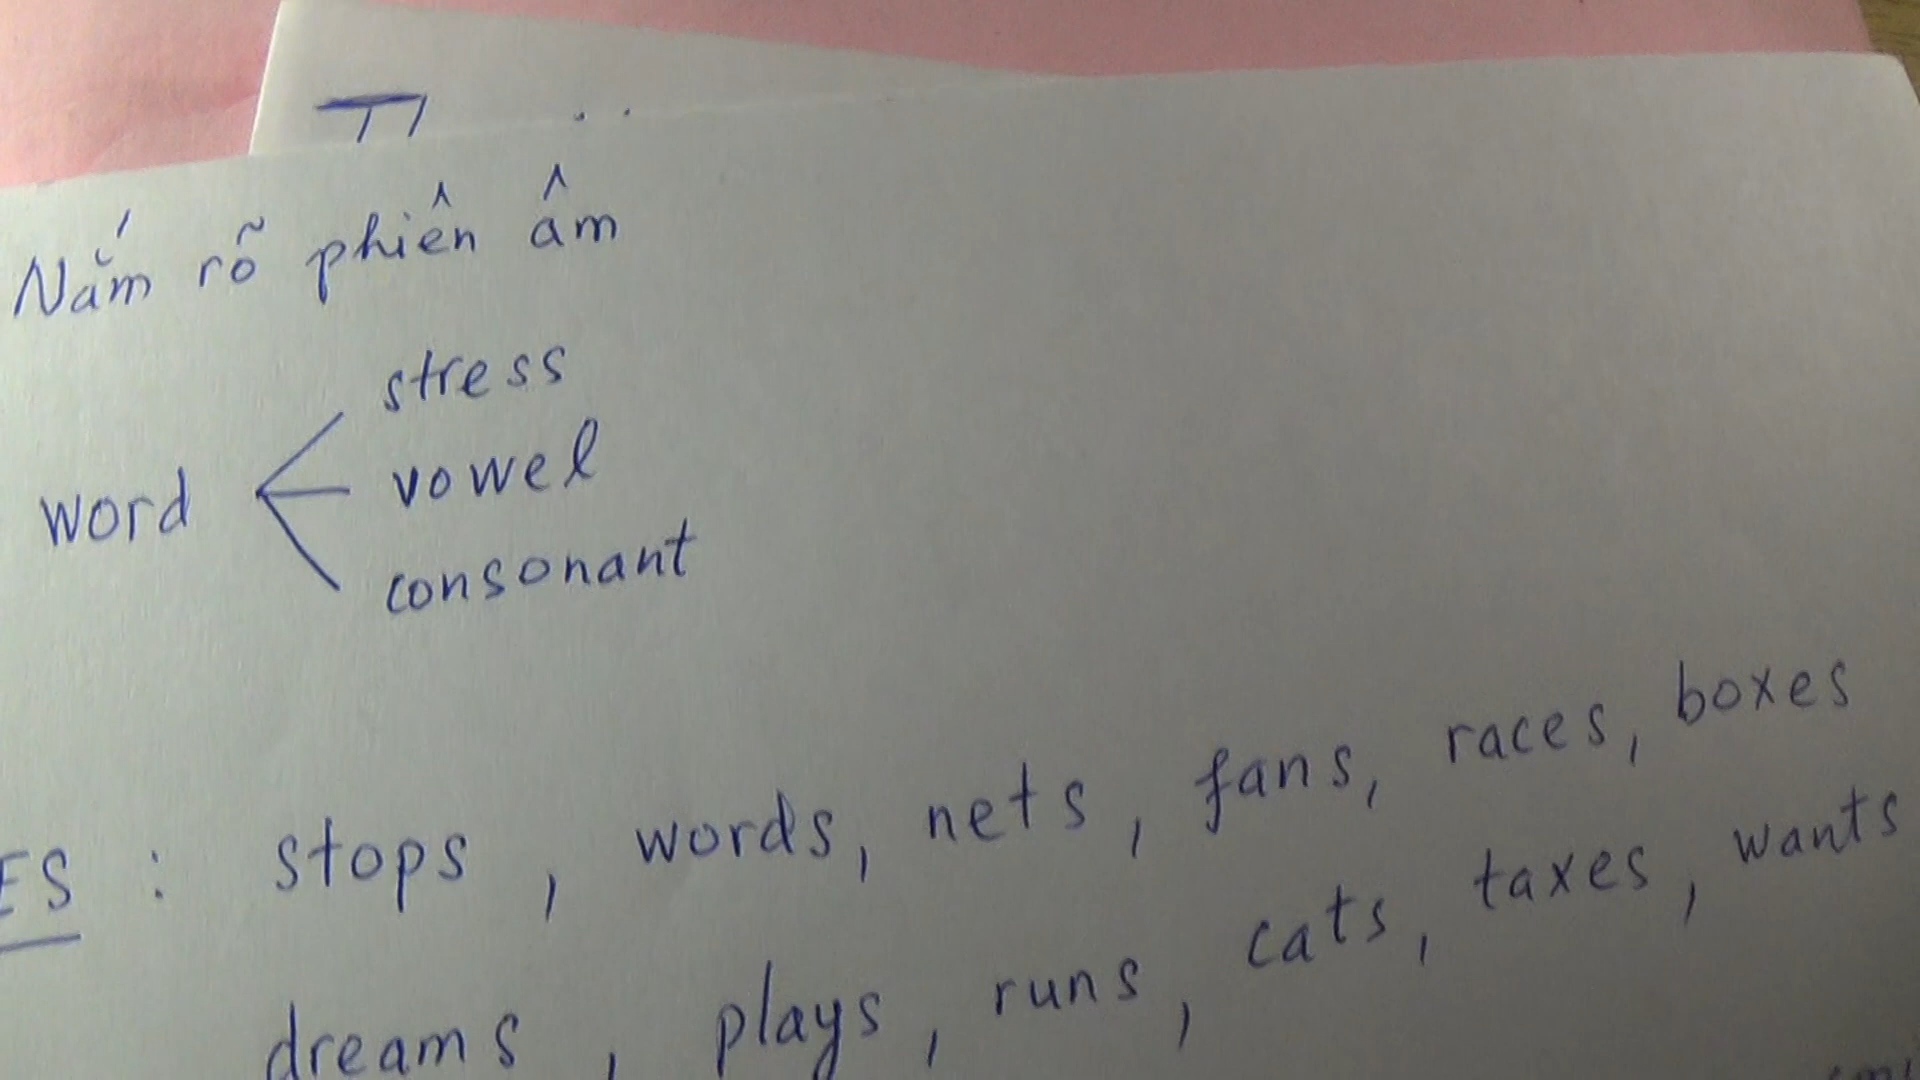 Nắm rõ phiên âm
stress
word
vowel
consonant
ES : stops , words, nets , fans, races, boxes
dreams , plays , runs , cats, taxes , wants